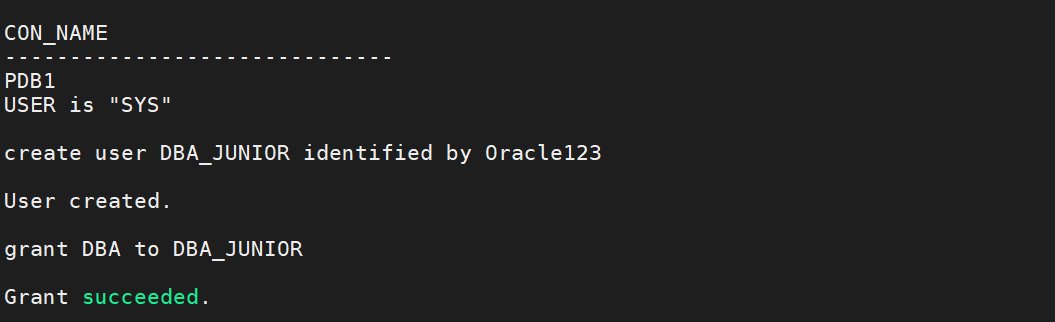 CON_NAME
------------------------------
PDB1
USER is "SYS"
create user DBA_JUNIOR identified by Oracle123
User created.
grant DBA to DBA_JUNIOR
Grant succeeded.